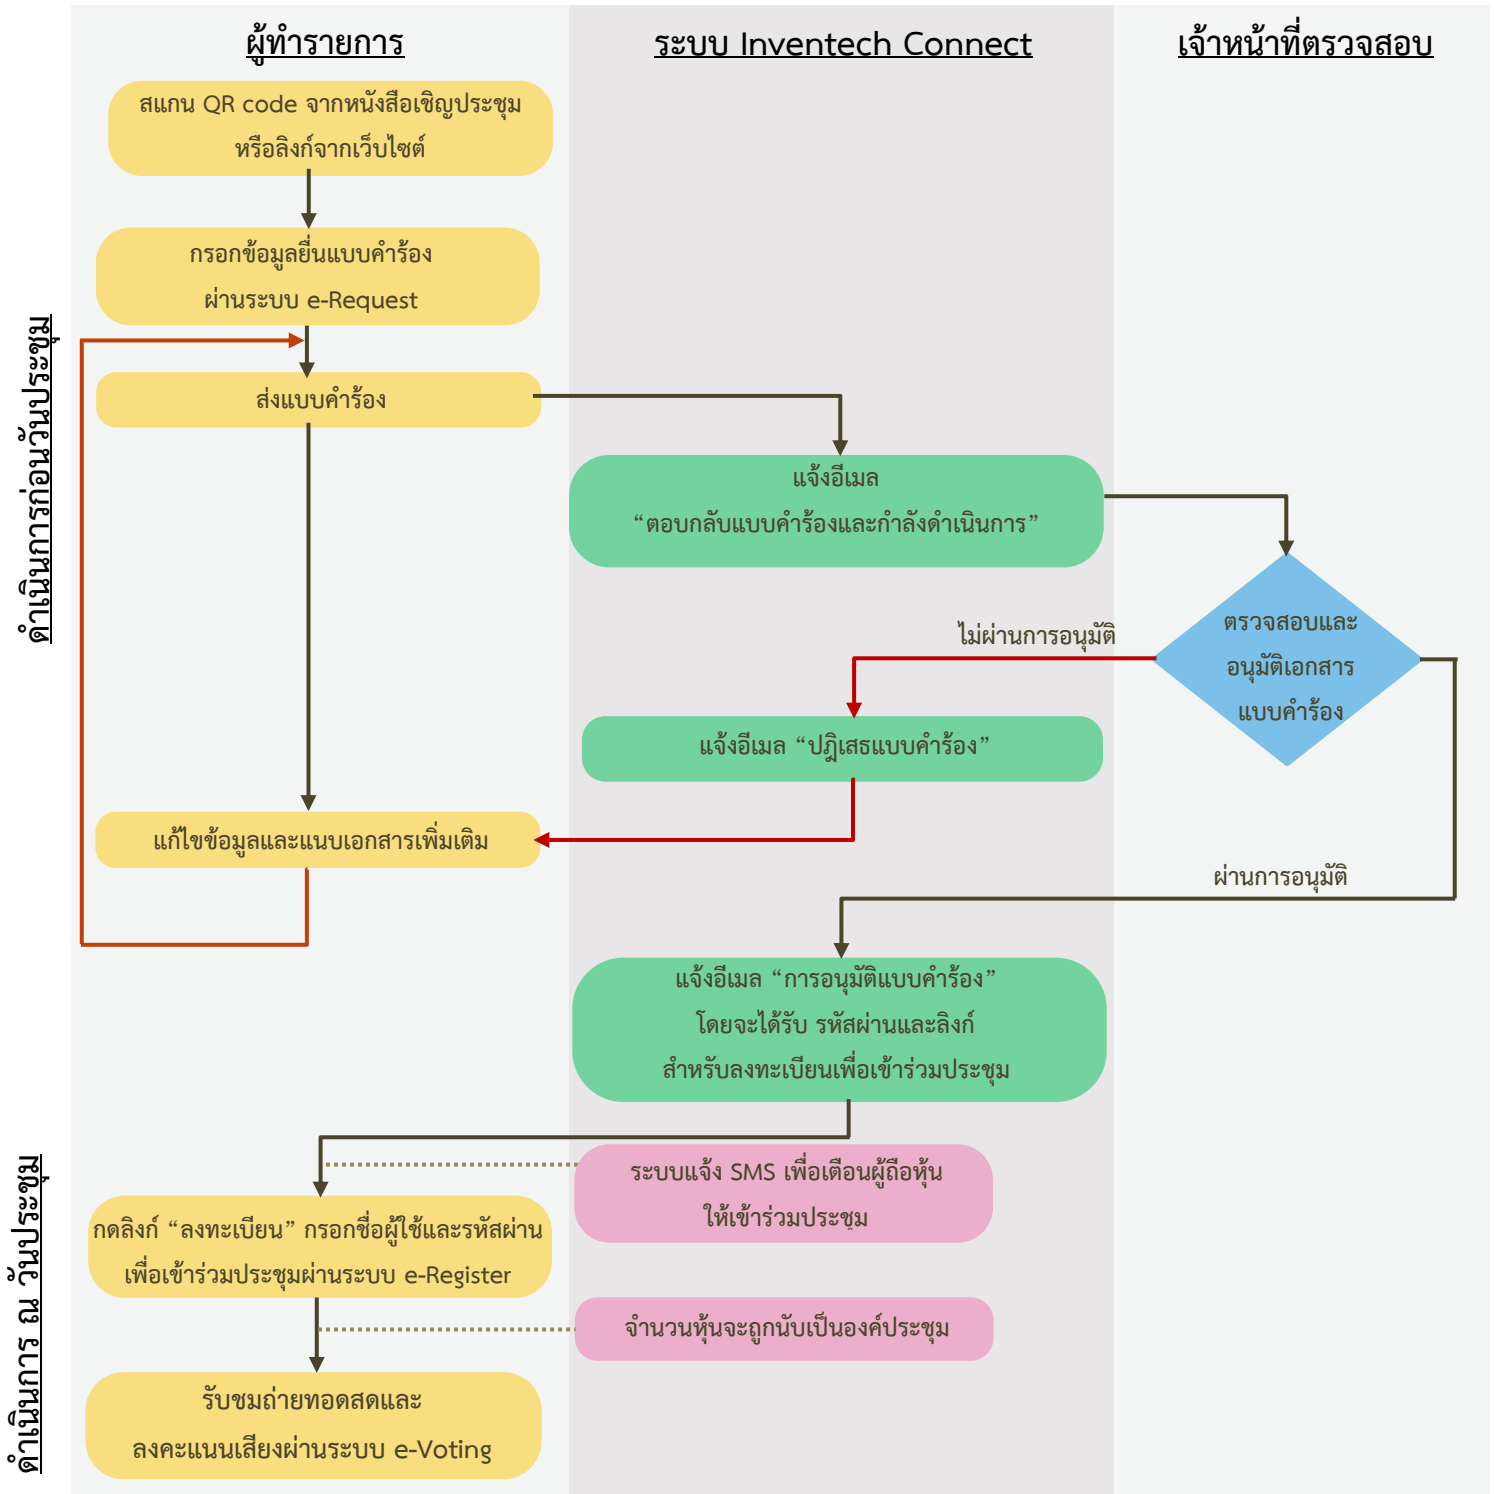 ผู้ทำรายการ
ระบบ Inventech Connect
เจ้าหน้าที่ตรวจสอบ
ดำเนินการก่อนวันประชุม
สแกน QR code จากหนังสือเชิญประชุม
หรือลิงก์จากเว็บไซต์
กรอกข้อมูลยื่นแบบคำร้อง
ผ่านระบบ e-Request
ส่งแบบคำร้อง
แจ้งอีเมล
“ตอบกลับแบบคำร้องและกำลังดำเนินการ”
ตรวจสอบและ
อนุมัติเอกสาร
แบบคำร้อง
ไม่ผ่านการอนุมัติ
แจ้งอีเมล “ปฏิเสธแบบคำร้อง”
แก้ไขข้อมูลและแนบเอกสารเพิ่มเติม
ผ่านการอนุมัติ
แจ้งอีเมล “การอนุมัติแบบคำร้อง”
โดยจะได้รับ รหัสผ่านและลิงก์
สำหรับลงทะเบียนเพื่อเข้าร่วมประชุม
ดำเนินการ ณ วันประชุม
ระบบแจ้ง SMS เพื่อเตือนผู้ถือหุ้น
ให้เข้าร่วมประชุม
กดลิงก์ “ลงทะเบียน” กรอกชื่อผู้ใช้และรหัสผ่าน
เพื่อเข้าร่วมประชุมผ่านระบบ e-Register
จำนวนหุ้นจะถูกนับเป็นองค์ประชุม
รับชมถ่ายทอดสดและ
ลงคะแนนเสียงผ่านระบบ e-Voting